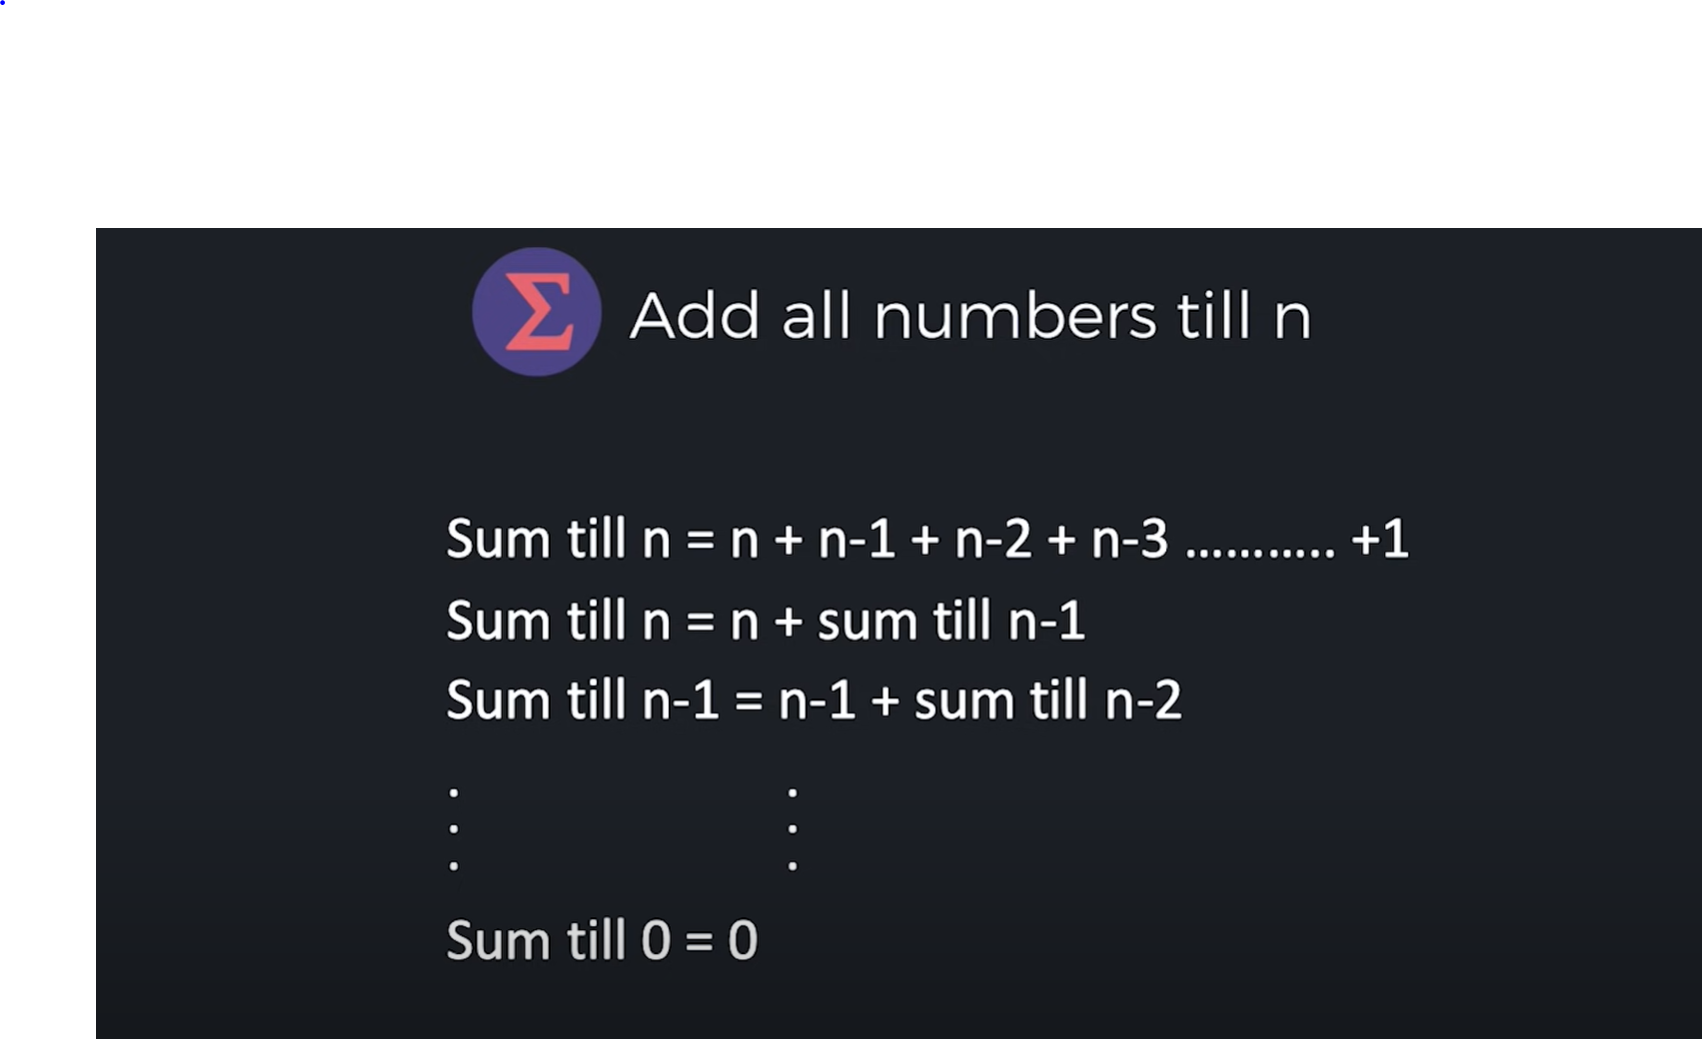 Σ Add all numbers till n
Sum till n = n + n-1 + n-2 + n-3 ........... +1
Sum till n = n + sum till n-1
Sum till n-1 = n-1 + sum till n-2
. .
. .
. .
Sum till 0 = 0